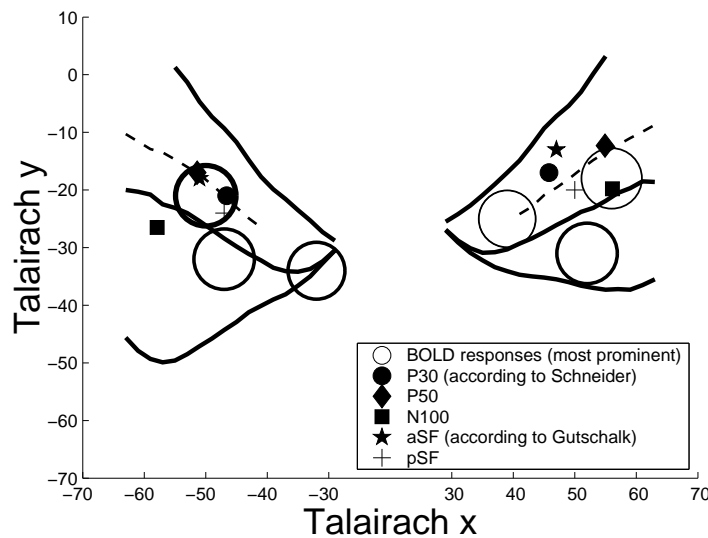 10
0
−10
−20
−30
−40
−50
−60
−70
Talairach y
BOLD responses (most prominent)
P30 (according to Schneider)
P50
N100
aSF (according to Gutschalk)
pSF
−70 −60 −50 −40 −30 30 40 50 60 70
Talairach x